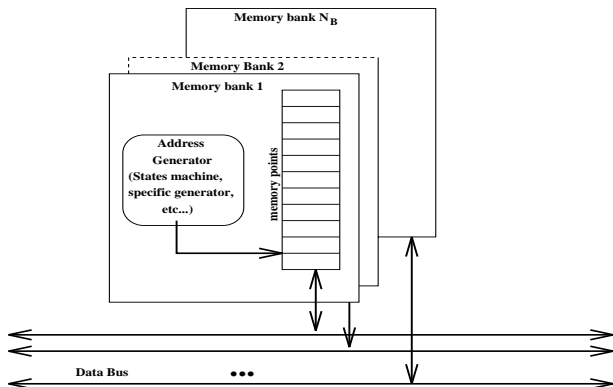 Memory bank N_B
Memory Bank 2
Memory bank 1
Address
Generator
(States machine,
specific generator,
etc...)
memory points
Data Bus
...